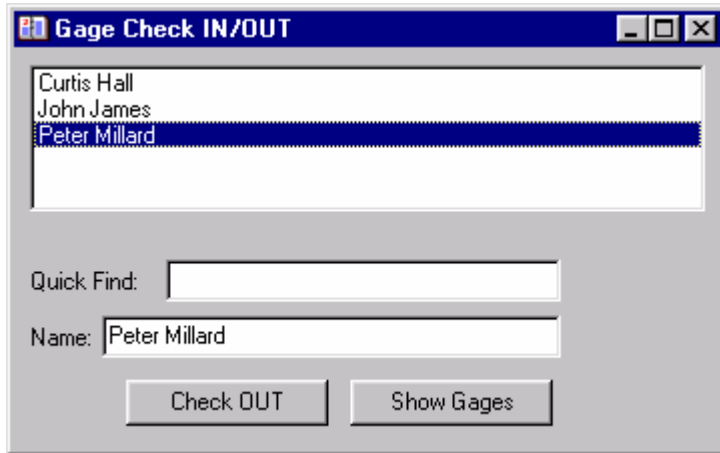 Gage Check IN/OUT
Curtis Hall
John James
Peter Millard
Quick Find:
Name: Peter Millard
Check OUT Show Gages